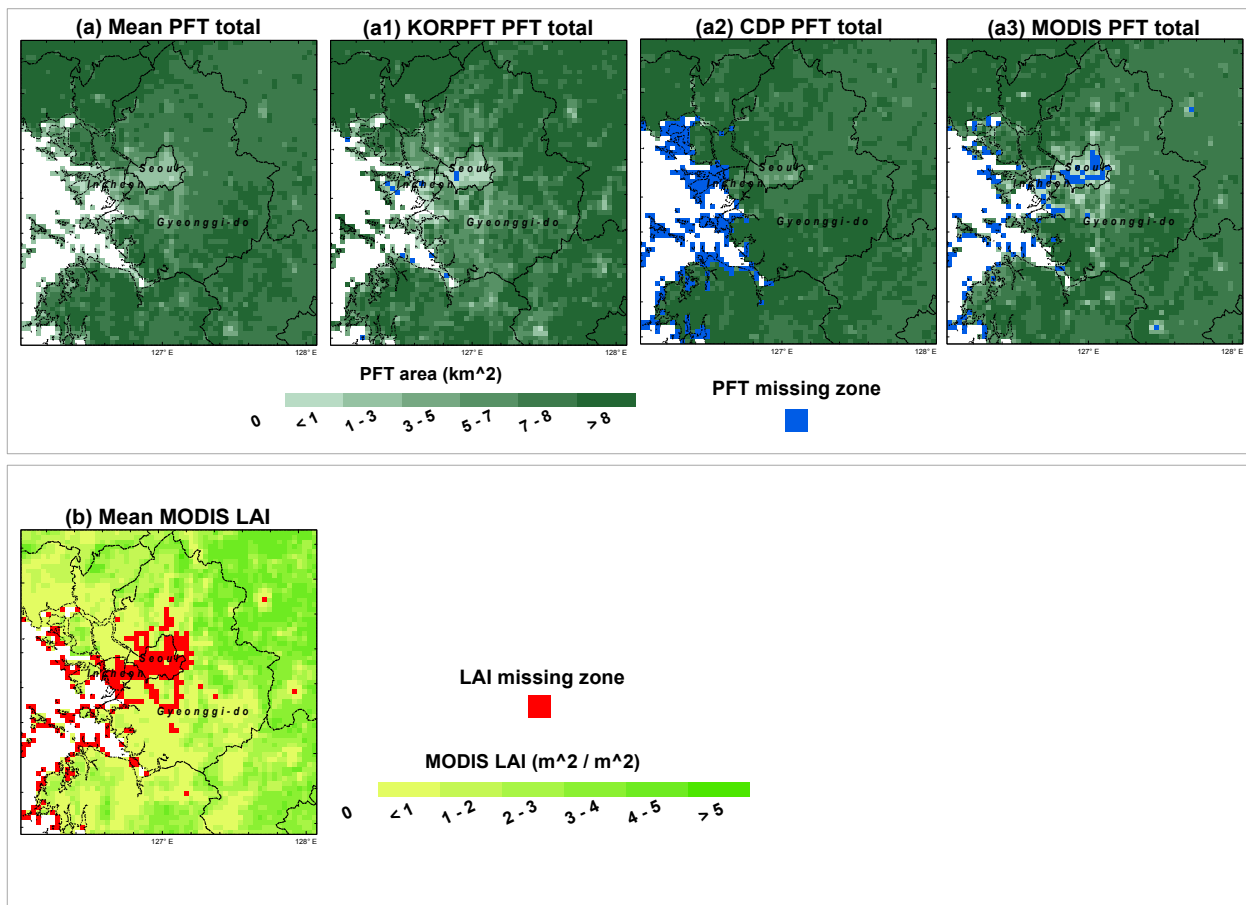 (a) Mean PFT total
(a1) KORPFT PFT total
(a2) CDP PFT total
(a3) MODIS PFT total
Seoul
Incheon
Gyeonggi-do
Seoul
Incheon
Gyeonggi-do
Seoul
Incheon
Gyeonggi-do
Seoul
Incheon
Gyeonggi-do
127° E
128° E
127° E
127° E
128° E
127° E
128° E
PFT area (km^2)
0 < 1 1 - 3 3 - 5 5 - 7 7 - 8 > 8
PFT missing zone
(b) Mean MODIS LAI
Seoul
Incheon
Gyeonggi-do
127° E
128° E
LAI missing zone
MODIS LAI (m^2 / m^2)
0 < 1 1 - 2 2 - 3 3 - 4 4 - 5 > 5